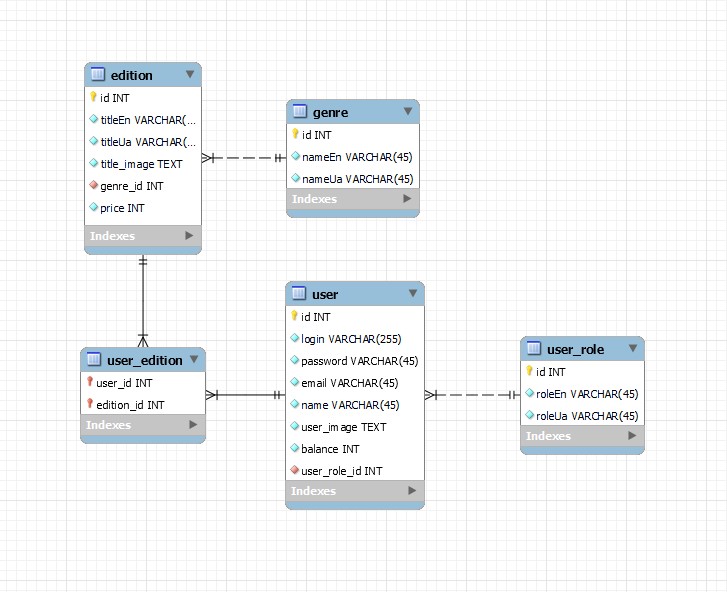 edition
id INT
titleEn VARCHAR(...
titleUa VARCHAR(...
title_image TEXT
genre_id INT
price INT
Indexes
genre
id INT
nameEn VARCHAR(45)
nameUa VARCHAR(45)
Indexes
user_edition
user_id INT
edition_id INT
Indexes
user
id INT
login VARCHAR(255)
password VARCHAR(45)
email VARCHAR(45)
name VARCHAR(45)
user_image TEXT
balance INT
user_role_id INT
Indexes
user_role
id INT
roleEn VARCHAR(45)
roleUa VARCHAR(45)
Indexes